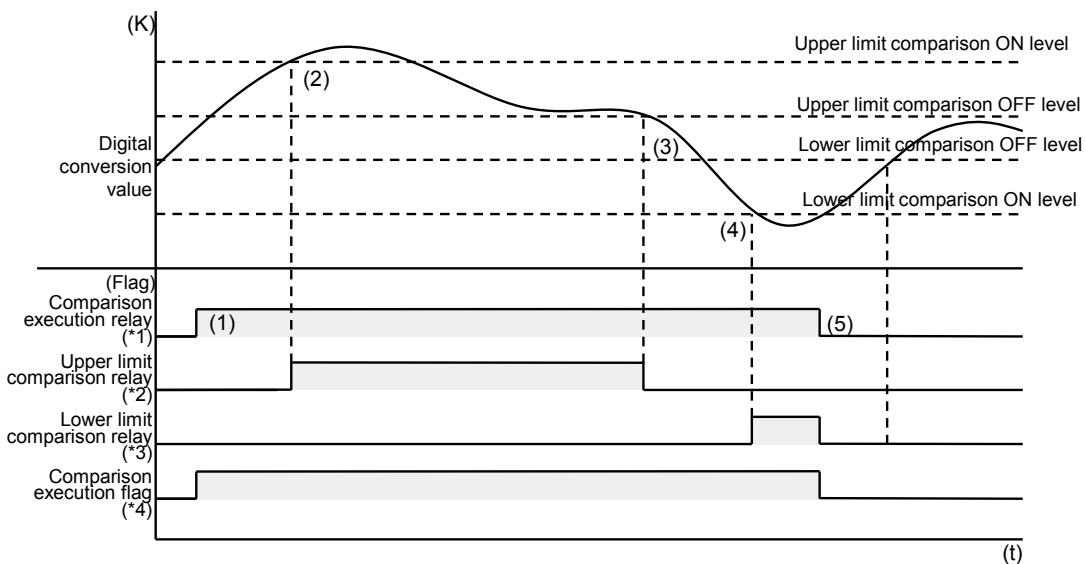 (K)
Upper limit comparison ON level
(2)
Upper limit comparison OFF level
Digital
conversion
value
(3)
Lower limit comparison OFF level
Lower limit comparison ON level
(4)
(Flag)
Comparison
execution relay
(*1)
(1)
(5)
Upper limit
comparison relay
(*2)
Lower limit
comparison relay
(*3)
Comparison
execution flag
(*4)
(t)